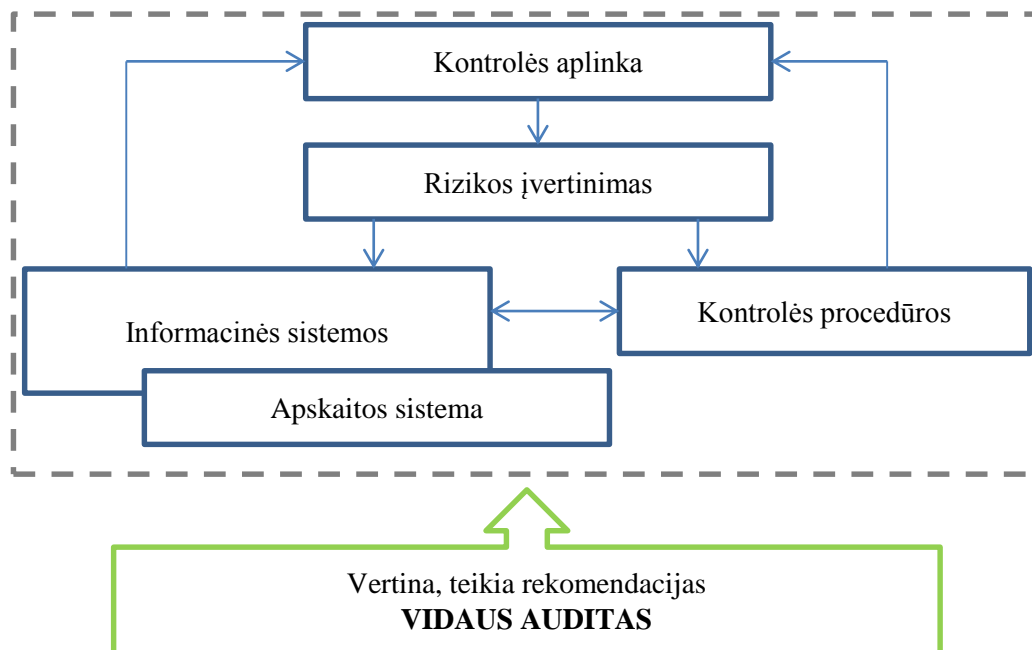 Kontrolės aplinka
Rizikos įvertinimas
Informacinės sistemos
Kontrolės procedūros
Apskaitos sistema
Vertina, teikia rekomendacijas
VIDAUS AUDITAS